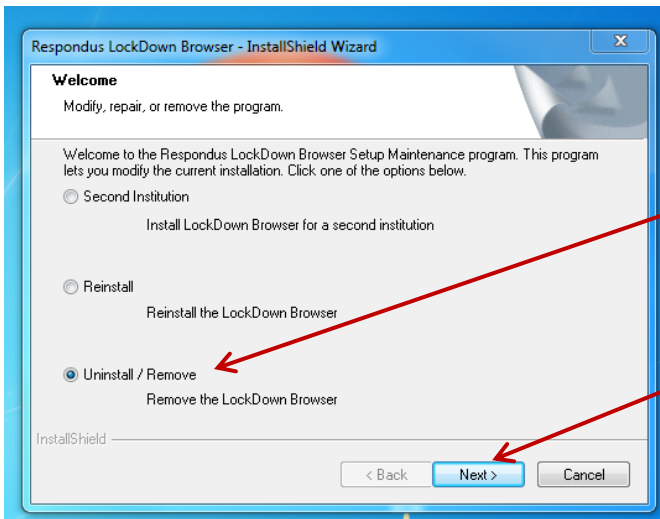 Respondus LockDown Browser - InstallShield Wizard
Welcome
Modify, repair, or remove the program.
Welcome to the Respondus LockDown Browser Setup Maintenance program. This program
lets you modify the current installation. Click one of the options below.
Second Institution
Install LockDown Browser for a second institution
Reinstall
Reinstall the LockDown Browser
Uninstall / Remove
Remove the LockDown Browser
InstallShield
< Back Next > Cancel